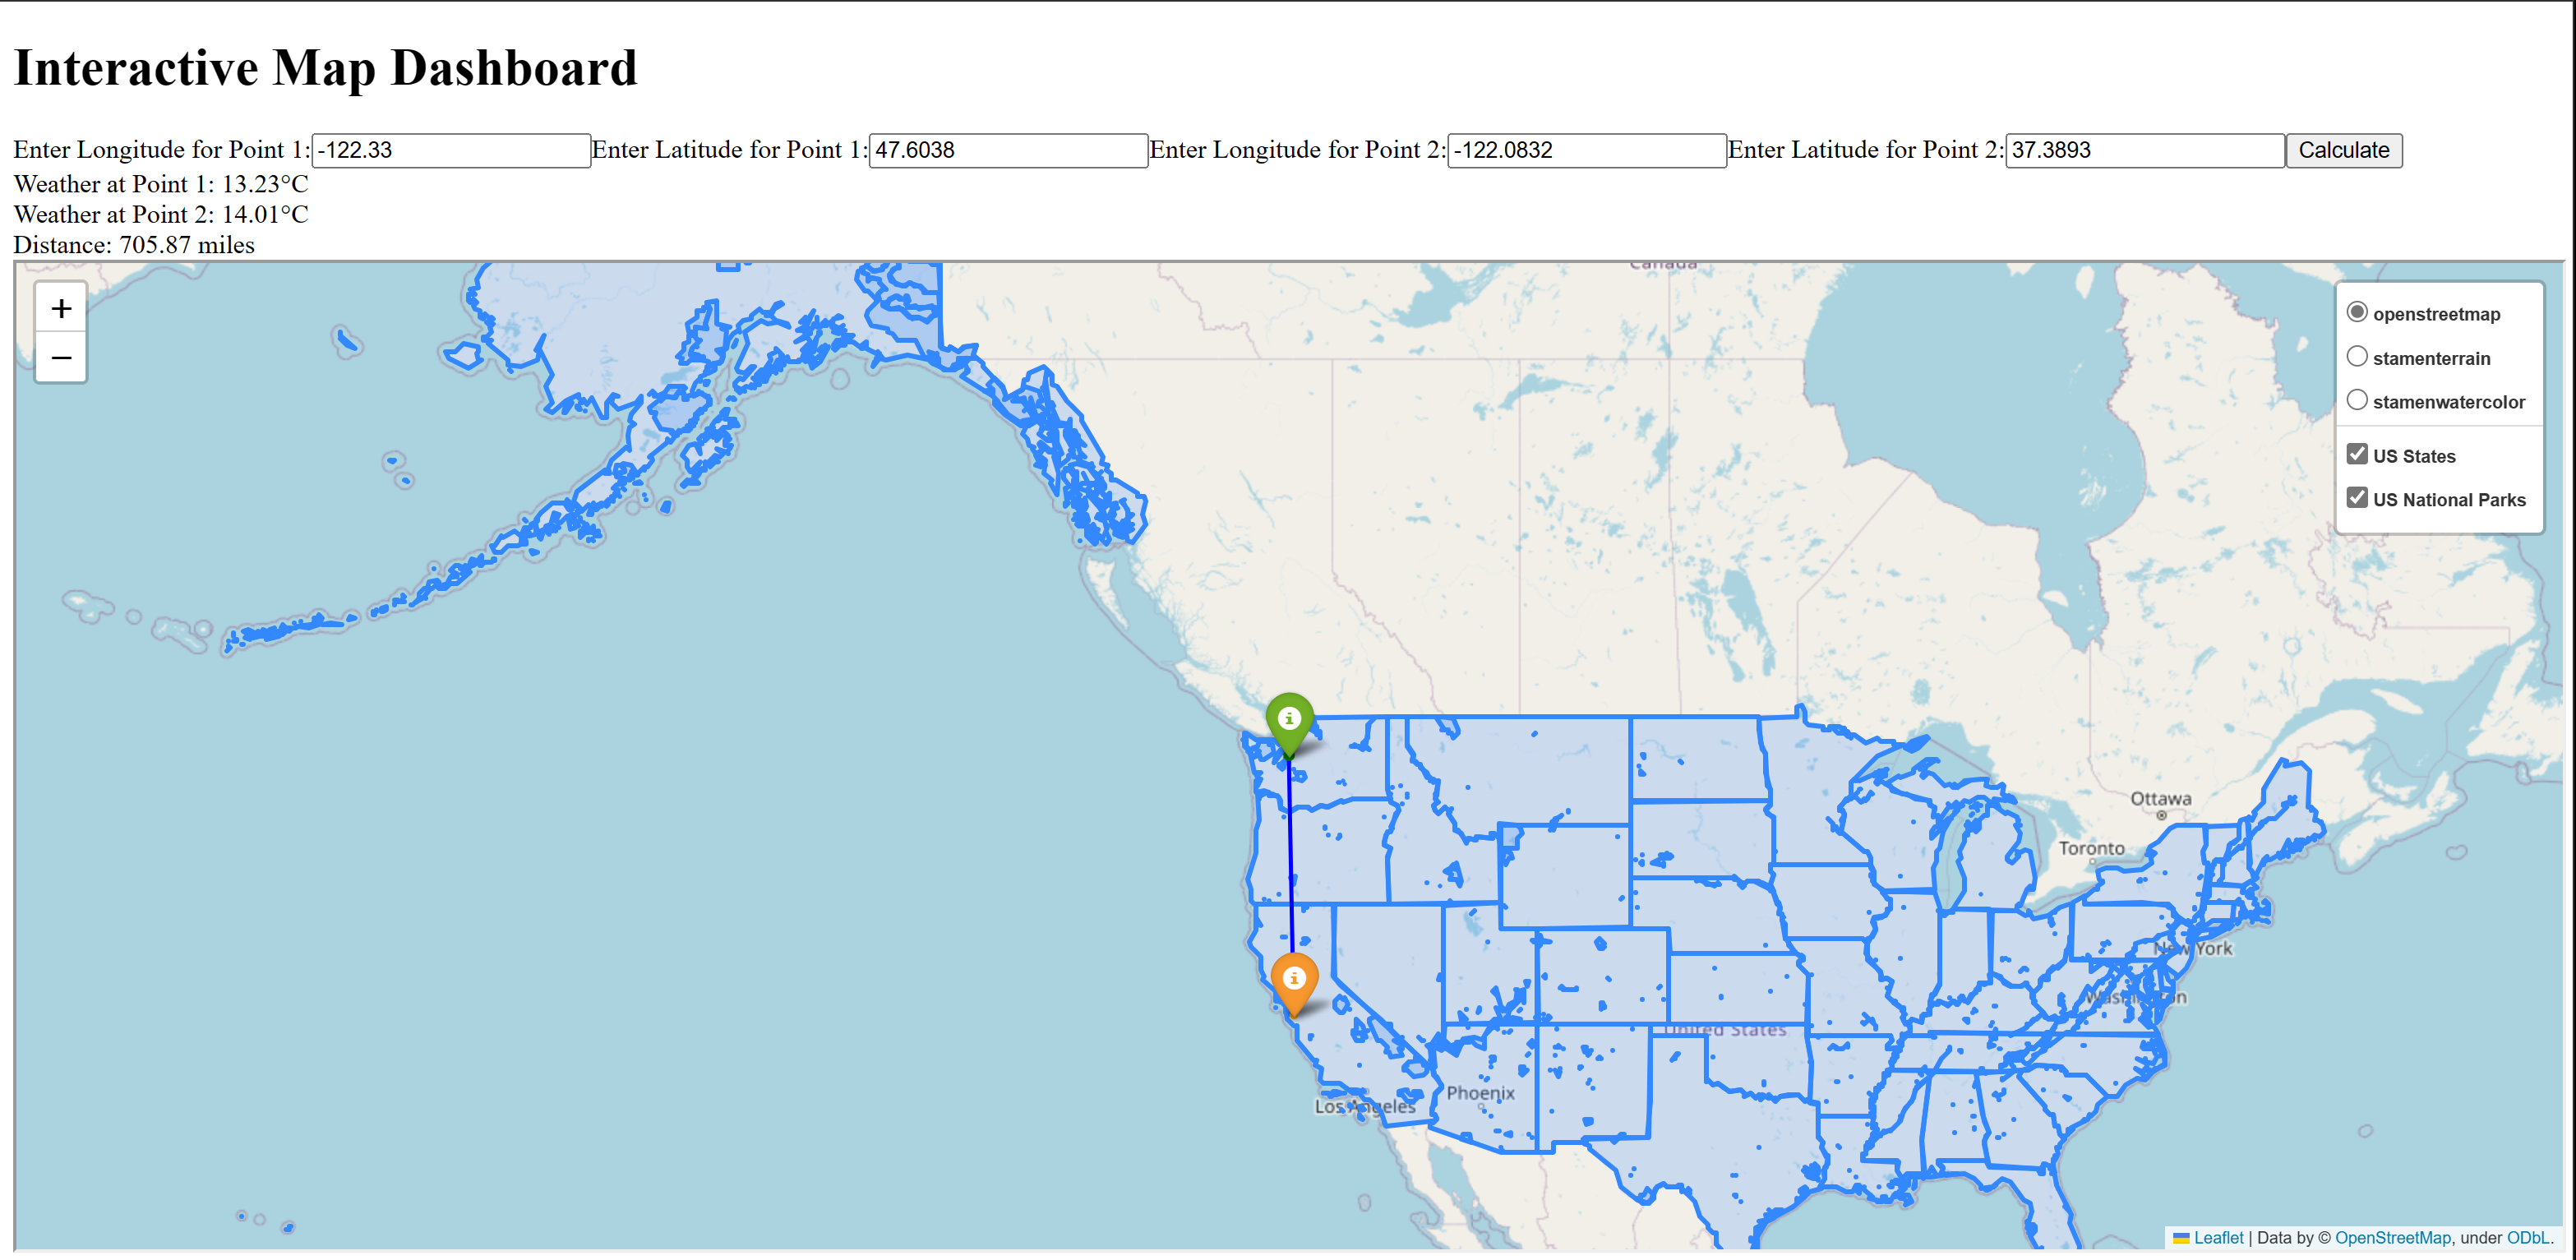 Interactive Map Dashboard
Enter Longitude for Point 1: -122.33 Enter Latitude for Point 1: 47.6038 Enter Longitude for Point 2: -122.0832 Enter Latitude for Point 2: 37.3893 Calculate
Weather at Point 1: 13.23°C
Weather at Point 2: 14.01°C
Distance: 705.87 miles
Canada
+
−
openstreetmap
stamenterrain
stamenwatercolor
US States
US National Parks
i
Ottawa
Toronto
New York
i
Washington
United States
Phoenix
Los Angeles
Leaflet | Data by © OpenStreetMap, under ODbL.